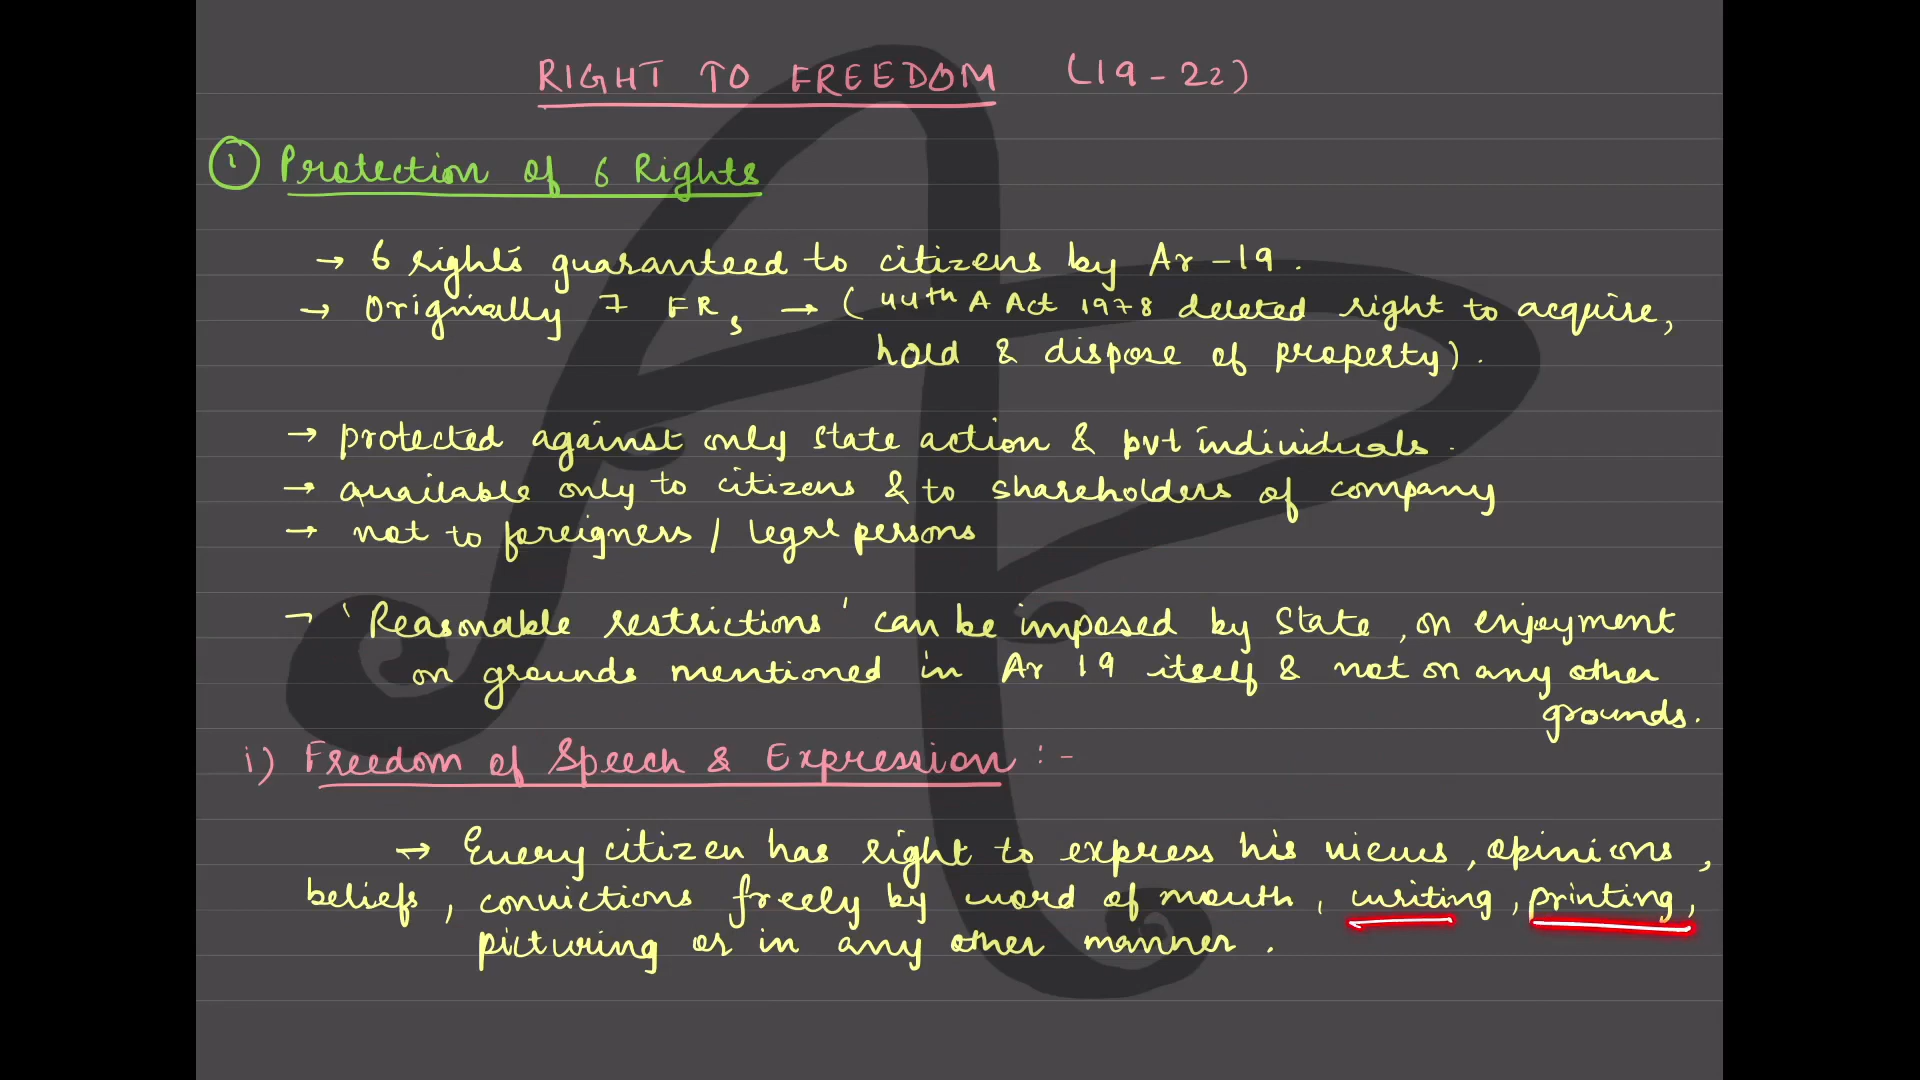 RIGHT TO FREEDOM (19-22)
① Protection of 6 Rights
→ 6 rights guaranteed to citizens by Ar-19.
→ Originally 7 FRs → (44th A Act 1978 deleted right to acquire,
hold & dispose of property).
→ protected against only state action & pvt individuals.
→ available only to citizens & to shareholders of company
→ not to foreigness / legal persons
→ 'Reasonable restrictions' can be imposed by State, on enjoyment
on grounds mentioned in Ar 19 itself & not on any other
grounds.
i) Freedom of Speech & Expression :-
→ Every citizen has right to express his views, opinions,
beliefs, convictions freely by word of mouth, writing, printing,
picturing or in any other manner.